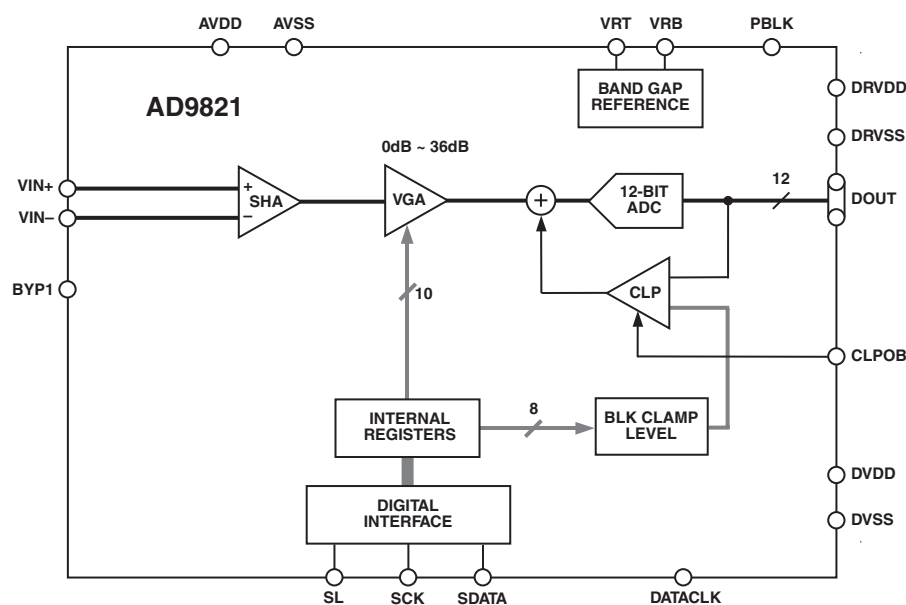 AVDD AVSS VRT VRB PBLK
BAND GAP
REFERENCE
DRVDD
AD9821
DRVSS
0dB ~ 36dB
VIN+
+
SHA
–
VGA
+
12-BIT
ADC
12
DOUT
VIN–
BYP1
10
CLP
CLPOB
INTERNAL
REGISTERS
8
BLK CLAMP
LEVEL
DVDD
DIGITAL
INTERFACE
DVSS
SL SCK SDATA DATACLK